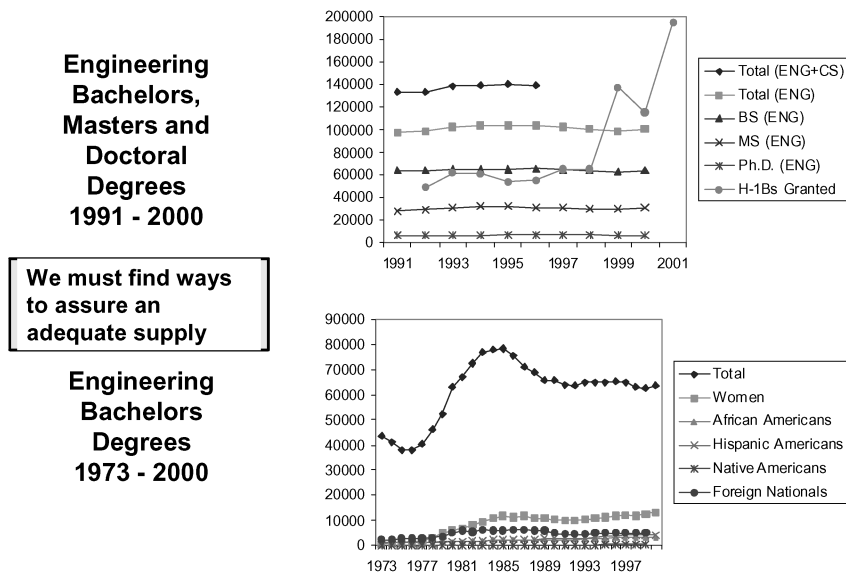 Engineering
Bachelors,
Masters and
Doctoral
Degrees
1991 - 2000
200000
180000
160000
140000
120000
100000
80000
60000
40000
20000
0
1991 1993 1995 1997 1999 2001
Total (ENG+CS)
Total (ENG)
BS (ENG)
MS (ENG)
Ph.D. (ENG)
H-1Bs Granted
We must find ways
to assure an
adequate supply
Engineering
Bachelors
Degrees
1973 - 2000
90000
80000
70000
60000
50000
40000
30000
20000
10000
0
1973 1977 1981 1985 1989 1993 1997
Total
Women
African Americans
Hispanic Americans
Native Americans
Foreign Nationals